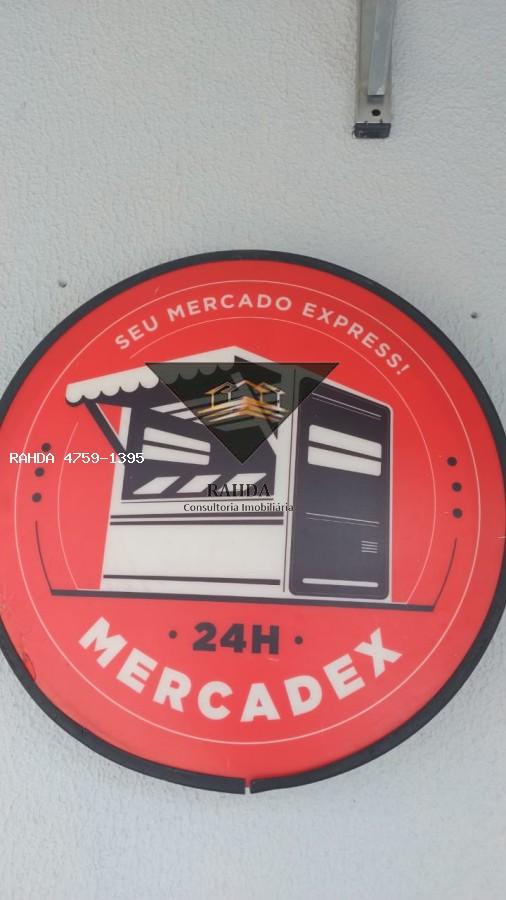 SEU MERCADO EXPRESS!
RAHDA 4759-1395
RAHDA
Consultoria Imobiliária
• 24H •
MERCADEX